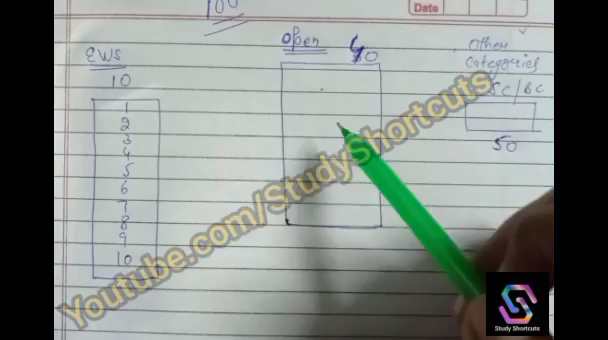 100
Date
EWS
10
1
2
3
4
5
6
7
8
9
10
open 40
Other
categories
SC/BC
50
Youtube.com/StudyShortcuts
Study Shortcuts